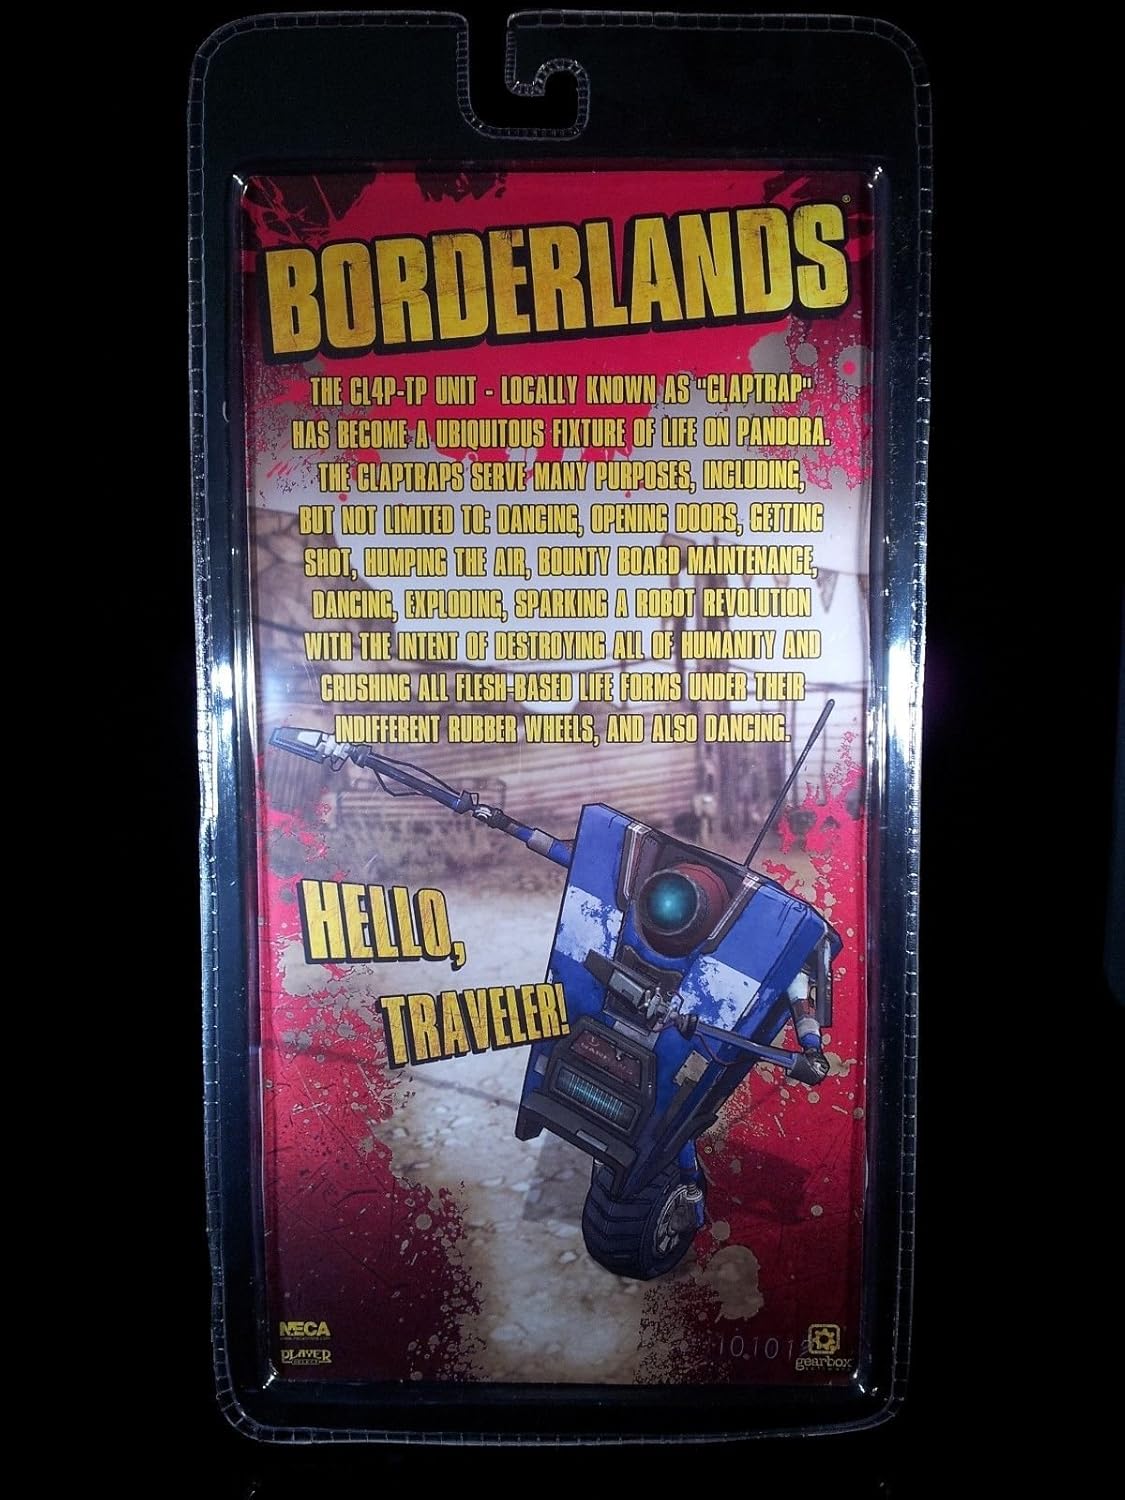 BORDERLANDS®
THE CL4P-TP UNIT - LOCALLY KNOWN AS "CLAPTRAP"
HAS BECOME A UBIQUITOUS FIXTURE OF LIFE ON PANDORA.
THE CLAPTRAPS SERVE MANY PURPOSES, INCLUDING,
BUT NOT LIMITED TO: DANCING, OPENING DOORS, GETTING
SHOT, HUMPING THE AIR, BOUNTY BOARD MAINTENANCE,
DANCING, EXPLODING, SPARKING A ROBOT REVOLUTION
WITH THE INTENT OF DESTROYING ALL OF HUMANITY AND
CRUSHING ALL FLESH-BASED LIFE FORMS UNDER THEIR
INDIFFERENT RUBBER WHEELS, AND ALSO DANCING.
HELLO,
TRAVELER!
NECA
PLAYER
SELECT
101012
gearbox
SOFTWARE